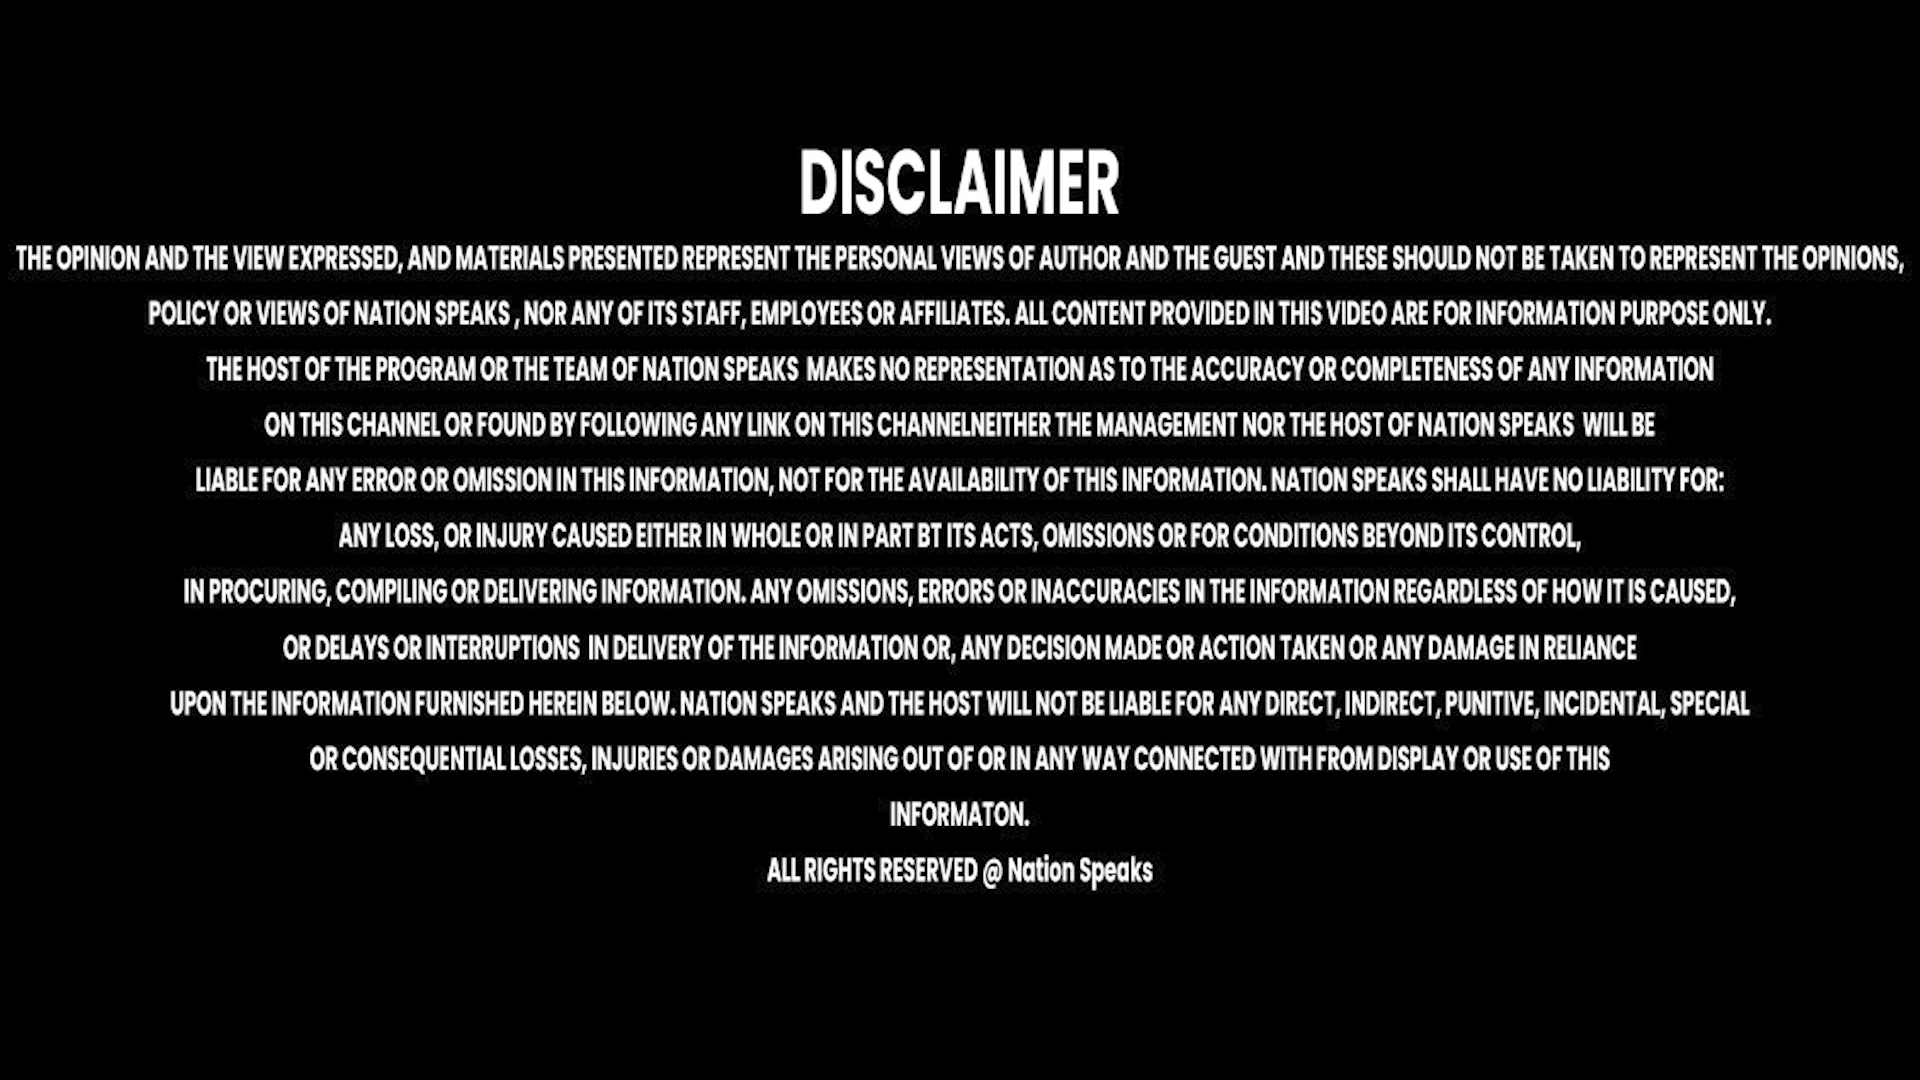 DISCLAIMER
THE OPINION AND THE VIEW EXPRESSED, AND MATERIALS PRESENTED REPRESENT THE PERSONAL VIEWS OF AUTHOR AND THE GUEST AND THESE SHOULD NOT BE TAKEN TO REPRESENT THE OPINIONS,
POLICY OR VIEWS OF NATION SPEAKS , NOR ANY OF ITS STAFF, EMPLOYEES OR AFFILIATES. ALL CONTENT PROVIDED IN THIS VIDEO ARE FOR INFORMATION PURPOSE ONLY.
THE HOST OF THE PROGRAM OR THE TEAM OF NATION SPEAKS MAKES NO REPRESENTATION AS TO THE ACCURACY OR COMPLETENESS OF ANY INFORMATION
ON THIS CHANNEL OR FOUND BY FOLLOWING ANY LINK ON THIS CHANNELNEITHER THE MANAGEMENT NOR THE HOST OF NATION SPEAKS WILL BE
LIABLE FOR ANY ERROR OR OMISSION IN THIS INFORMATION, NOT FOR THE AVAILABILITY OF THIS INFORMATION. NATION SPEAKS SHALL HAVE NO LIABILITY FOR:
ANY LOSS, OR INJURY CAUSED EITHER IN WHOLE OR IN PART BT ITS ACTS, OMISSIONS OR FOR CONDITIONS BEYOND ITS CONTROL,
IN PROCURING, COMPILING OR DELIVERING INFORMATION. ANY OMISSIONS, ERRORS OR INACCURACIES IN THE INFORMATION REGARDLESS OF HOW IT IS CAUSED,
OR DELAYS OR INTERRUPTIONS IN DELIVERY OF THE INFORMATION OR, ANY DECISION MADE OR ACTION TAKEN OR ANY DAMAGE IN RELIANCE
UPON THE INFORMATION FURNISHED HEREIN BELOW. NATION SPEAKS AND THE HOST WILL NOT BE LIABLE FOR ANY DIRECT, INDIRECT, PUNITIVE, INCIDENTAL, SPECIAL
OR CONSEQUENTIAL LOSSES, INJURIES OR DAMAGES ARISING OUT OF OR IN ANY WAY CONNECTED WITH FROM DISPLAY OR USE OF THIS
INFORMATON.
ALL RIGHTS RESERVED @ Nation Speaks